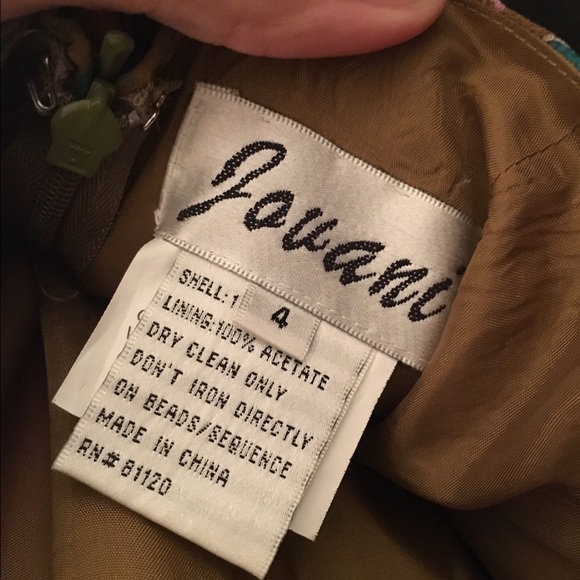 Jovani
4
SHELL: 1
LINING: 100% ACETATE
DRY CLEAN ONLY
DON'T IRON DIRECTLY
ON BEADS/SEQUENCE
MADE IN CHINA
RN# 81120